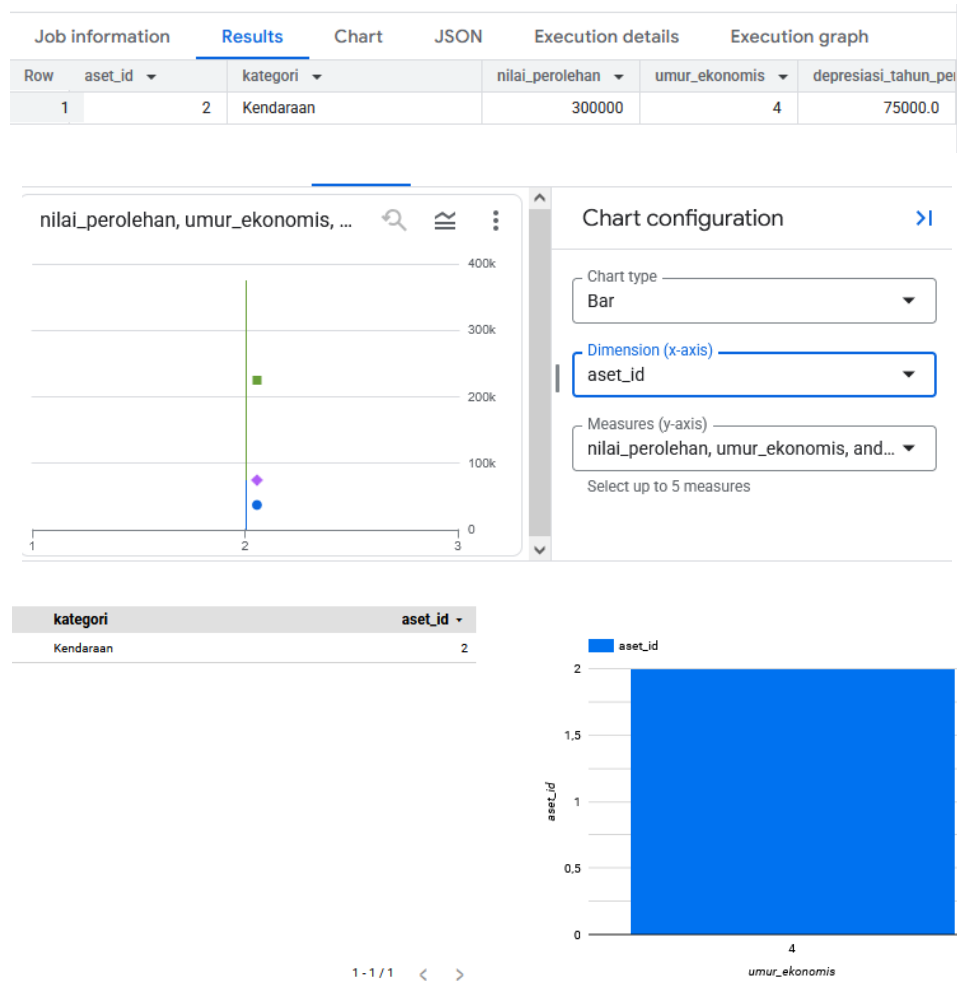 Job information Results Chart JSON Execution details Execution graph
Row aset_id kategori nilai_perolehan umur_ekonomis depresiasi_tahun_per
1 2 Kendaraan 300000 4 75000.0
nilai_perolehan, umur_ekonomis, ...
400k
300k
200k
100k
0
1 2 3
Chart configuration
Chart type
Bar
Dimension (x-axis)
aset_id
Measures (y-axis)
nilai_perolehan, umur_ekonomis, and...
Select up to 5 measures
kategori aset_id
Kendaraan 2
1 - 1 / 1
aset_id
2
1,5
1
0,5
0
aset_id
4
umur_ekonomis